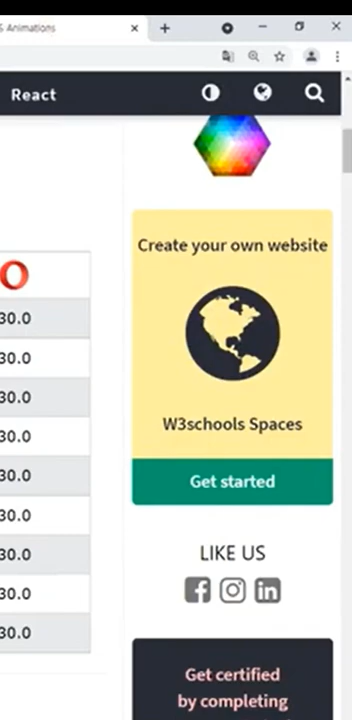 Animations
React
Create your own website
30.0
30.0
30.0
30.0
W3schools Spaces
30.0
Get started
30.0
30.0
LIKE US
30.0
30.0
Get certified
by completing